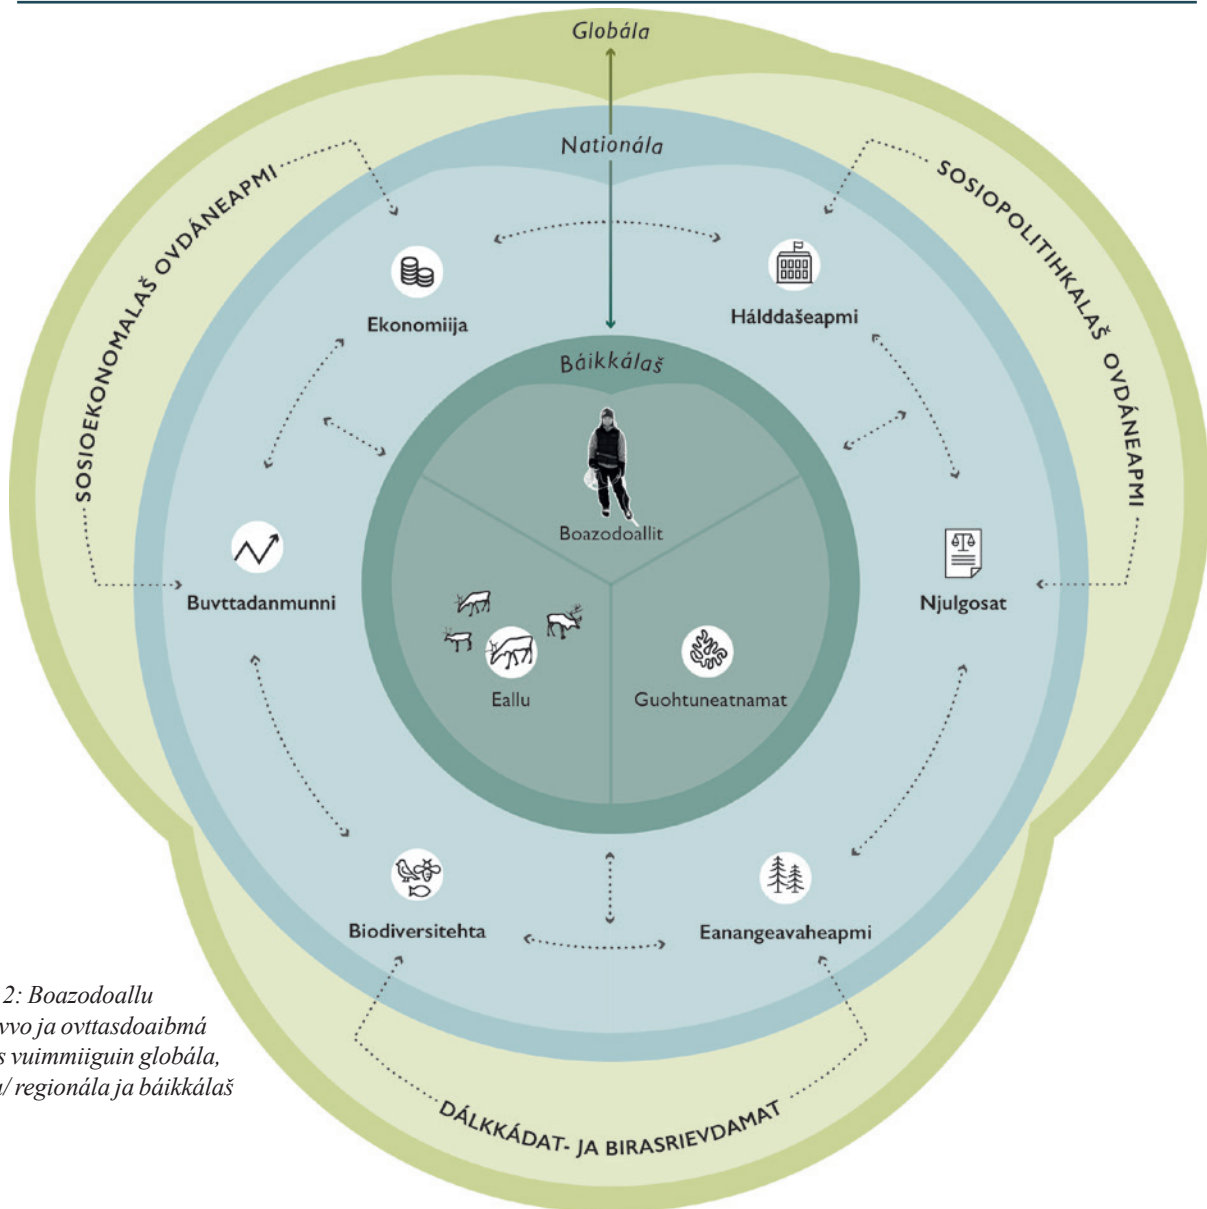 Globála
Nationála
SOSIOEKONOMALAŠ OVDÁNEAPMI
SOSIOPOLITIHKALAŠ OVDÁNEAPMI
Ekonomiija
Hálddašeapmi
Báikkálaš
Boazodoallit
Buvttadanmunni
Njulgosat
Eallu
Guohtuneatnamat
Biodiversitehta
Eanangeavaheapmi
2: Boazodoallu
vvo ja ovttasdoaibmá
s vuimmiiguin globála,
/ regionála ja báikkálaš
DÁLKKÁDAT- JA BIRASRIEVDAMAT